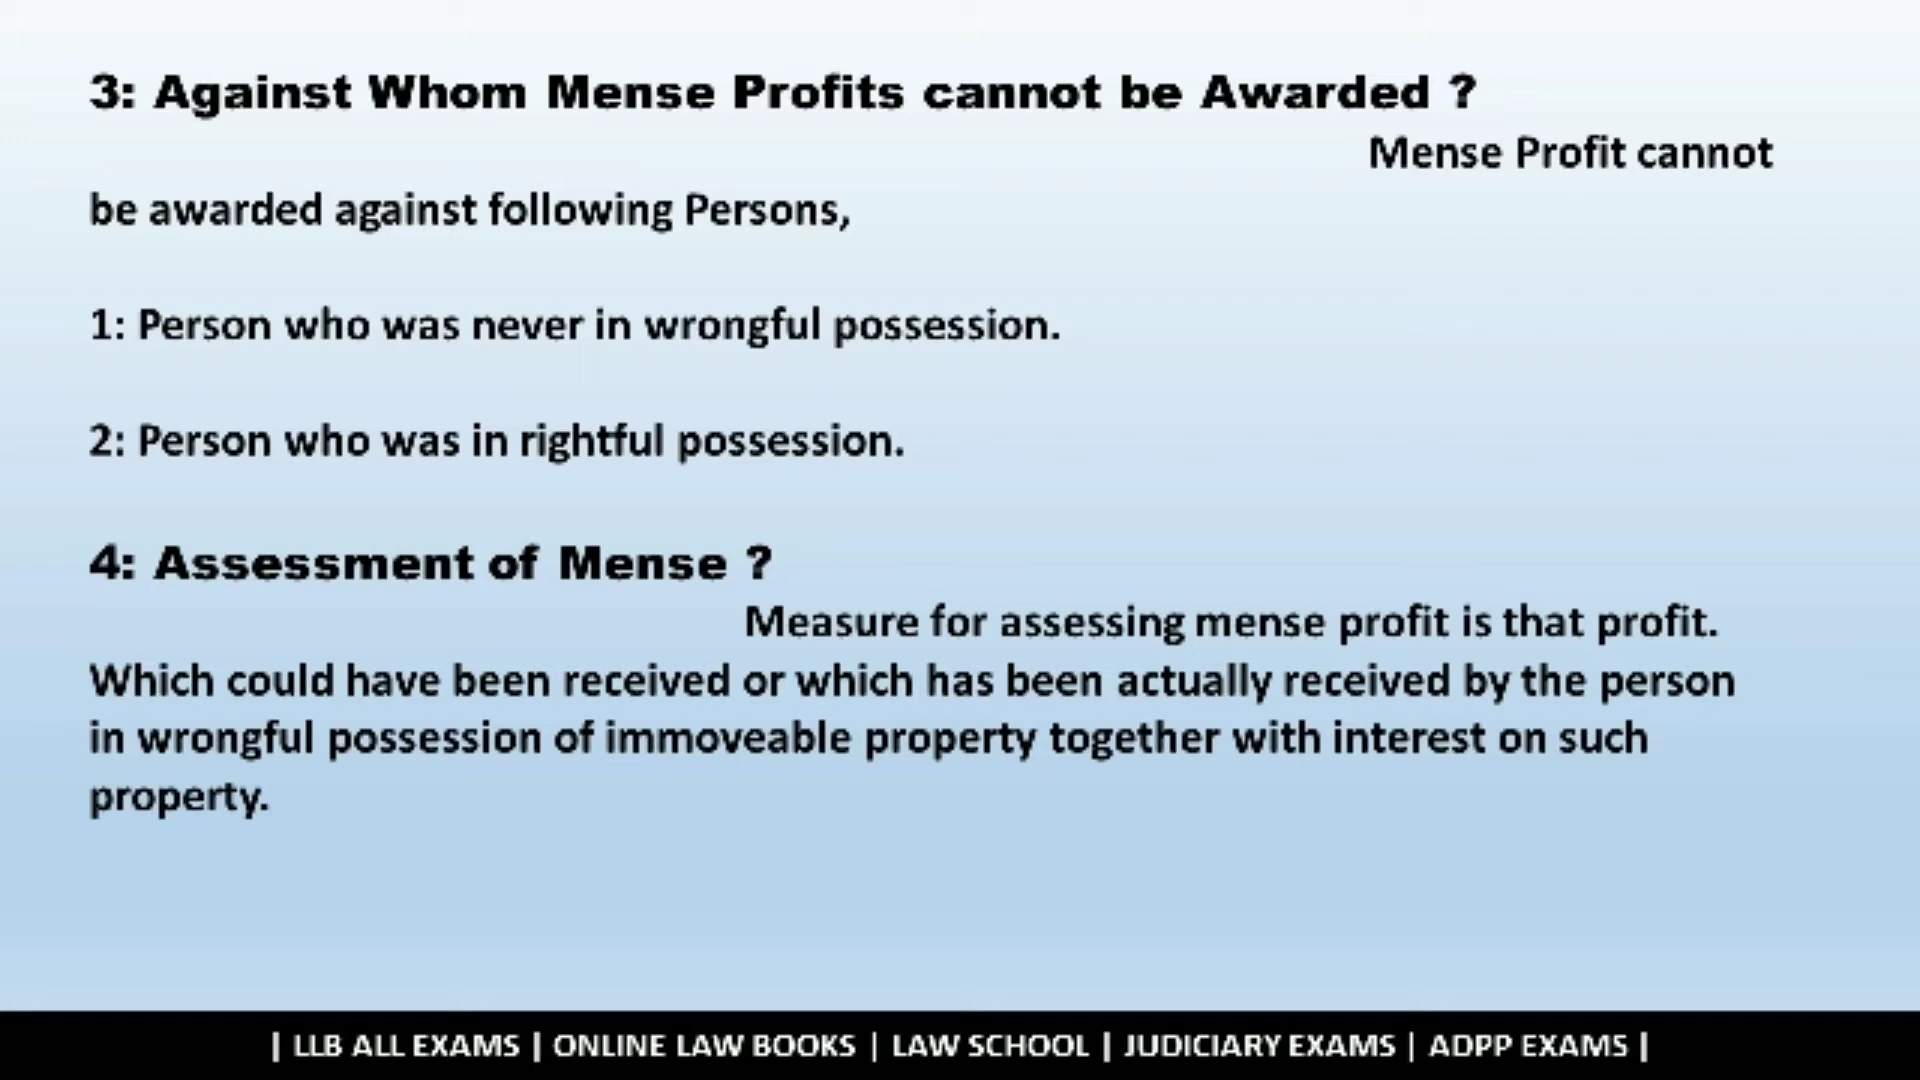 3: Against Whom Mense Profits cannot be Awarded ?
Mense Profit cannot
be awarded against following Persons,
1: Person who was never in wrongful possession.
2: Person who was in rightful possession.
4: Assessment of Mense ?
Measure for assessing mense profit is that profit.
Which could have been received or which has been actually received by the person
in wrongful possession of immoveable property together with interest on such
property.
| LLB ALL EXAMS | ONLINE LAW BOOKS | LAW SCHOOL | JUDICIARY EXAMS | ADPP EXAMS |